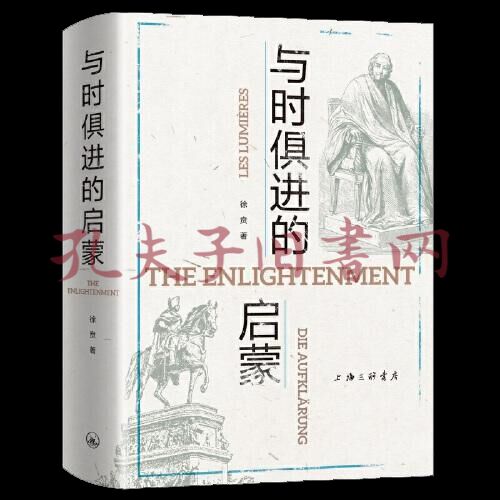 与时俱进的
启蒙
LES LUMIÈRES
徐贲 著
THE ENLIGHTENMENT
DIE AUFKLÄRUNG
上海三联书店
与时俱进的启蒙
THE
ENLIGHTENMENT
徐贲 著
孔夫子旧书网